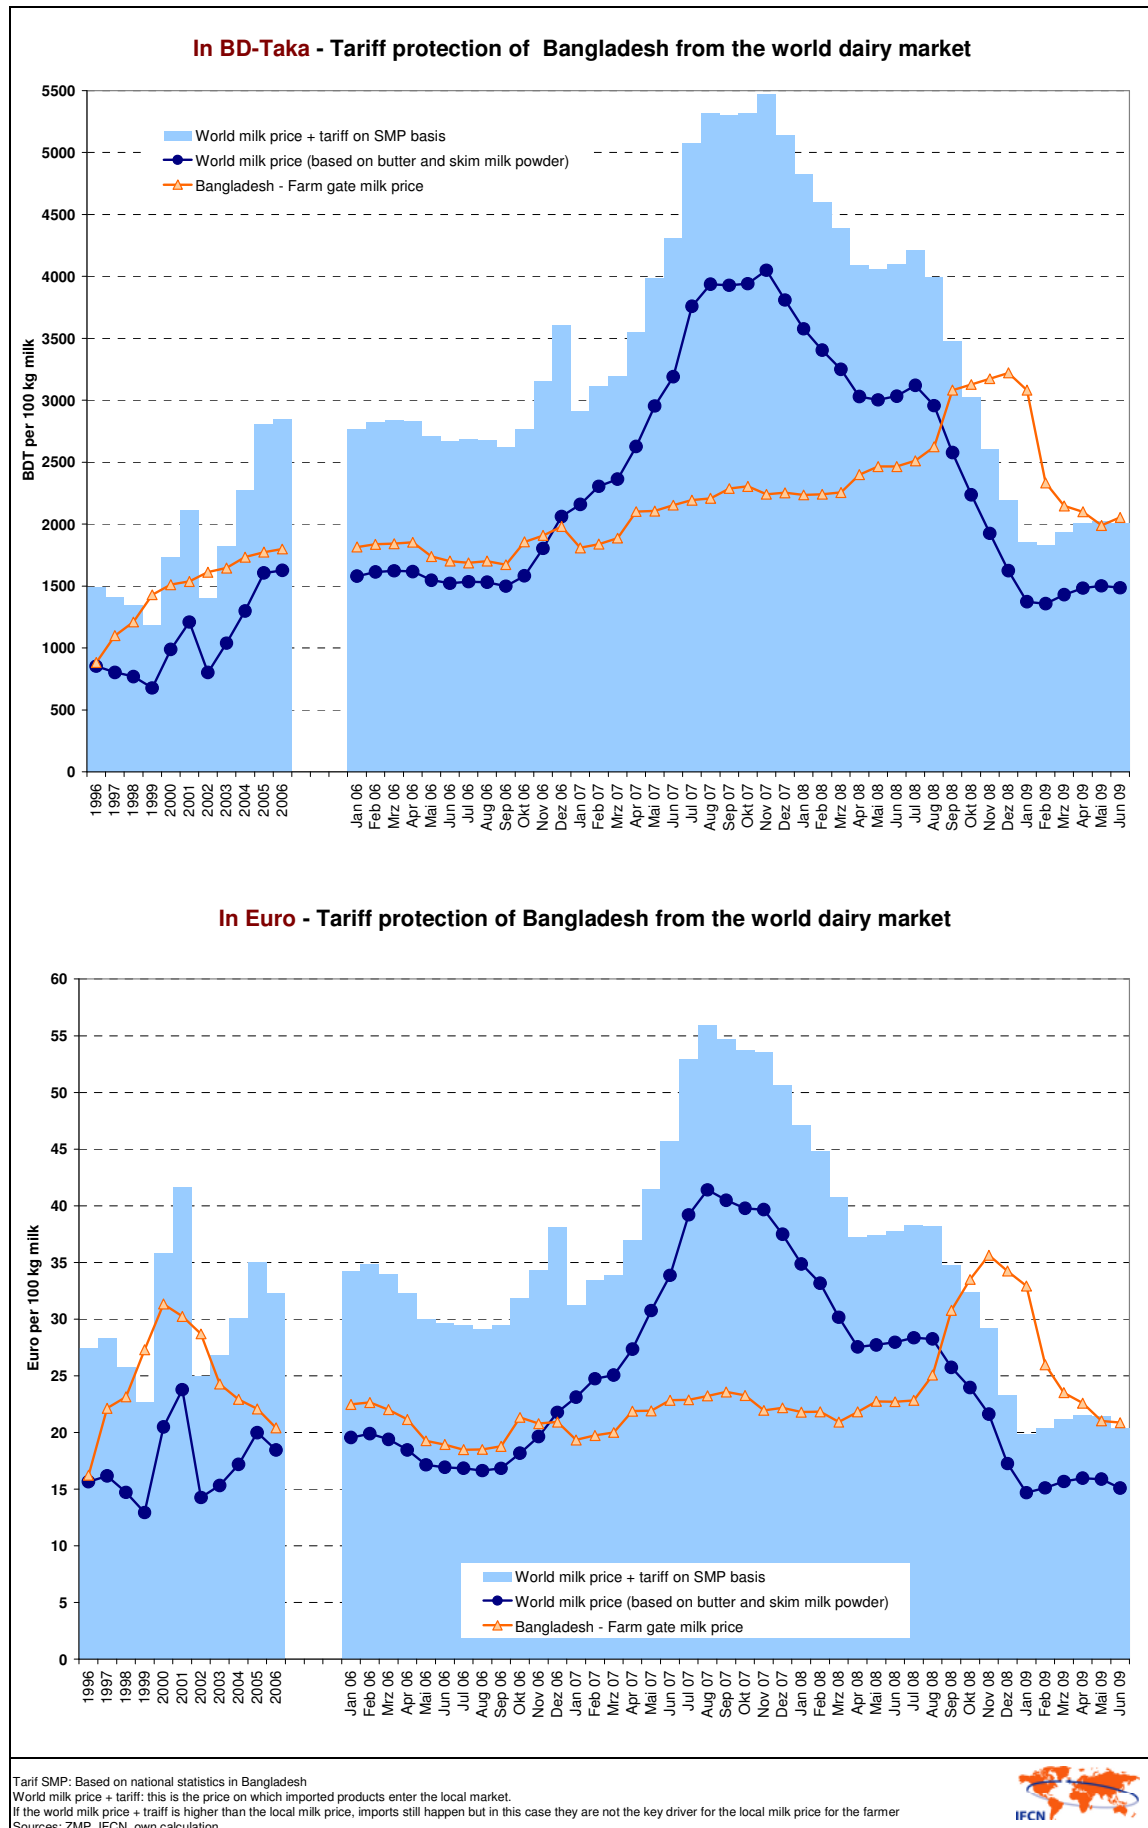 In BD-Taka - Tariff protection of Bangladesh from the world dairy market
BDT per 100 kg milk
5500
5000
4500
4000
3500
3000
2500
2000
1500
1000
500
0
World milk price + tariff on SMP basis
World milk price (based on butter and skim milk powder)
Bangladesh - Farm gate milk price
1996
1997
1998
1999
2000
2001
2002
2003
2004
2005
2006
Jan 06
Feb 06
Mrz 06
Apr 06
Mai 06
Jun 06
Jul 06
Aug 06
Sep 06
Okt 06
Nov 06
Dez 06
Jan 07
Feb 07
Mrz 07
Apr 07
Mai 07
Jun 07
Jul 07
Aug 07
Sep 07
Okt 07
Nov 07
Dez 07
Jan 08
Feb 08
Mrz 08
Apr 08
Mai 08
Jun 08
Jul 08
Aug 08
Sep 08
Okt 08
Nov 08
Dez 08
Jan 09
Feb 09
Mrz 09
Apr 09
Mai 09
Jun 09
In Euro - Tariff protection of Bangladesh from the world dairy market
Euro per 100 kg milk
60
55
50
45
40
35
30
25
20
15
10
5
0
World milk price + tariff on SMP basis
World milk price (based on butter and skim milk powder)
Bangladesh - Farm gate milk price
1996
1997
1998
1999
2000
2001
2002
2003
2004
2005
2006
Jan 06
Feb 06
Mrz 06
Apr 06
Mai 06
Jun 06
Jul 06
Aug 06
Sep 06
Okt 06
Nov 06
Dez 06
Jan 07
Feb 07
Mrz 07
Apr 07
Mai 07
Jun 07
Jul 07
Aug 07
Sep 07
Okt 07
Nov 07
Dez 07
Jan 08
Feb 08
Mrz 08
Apr 08
Mai 08
Jun 08
Jul 08
Aug 08
Sep 08
Okt 08
Nov 08
Dez 08
Jan 09
Feb 09
Mrz 09
Apr 09
Mai 09
Jun 09
Tarif SMP: Based on national statistics in Bangladesh
World milk price + tariff: this is the price on which imported products enter the local market.
If the world milk price + traiff is higher than the local milk price, imports still happen but in this case they are not the key driver for the local milk price for the farmer
Sources: ZMP, IFCN, own calculation
IFCN